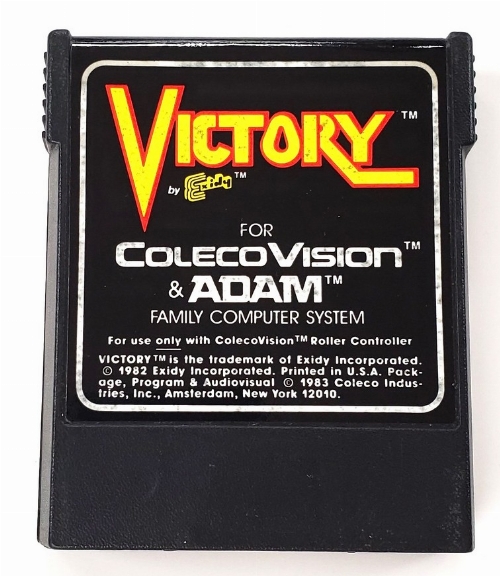 VICTORY™
by Exidy™
FOR
COLECOVISION™
& ADAM™
FAMILY COMPUTER SYSTEM
For use only with ColecoVision™ Roller Controller
VICTORY™ is the trademark of Exidy Incorporated.
© 1982 Exidy Incorporated. Printed in U.S.A. Pack-
age, Program & Audiovisual © 1983 Coleco Indus-
tries, Inc., Amsterdam, New York 12010.